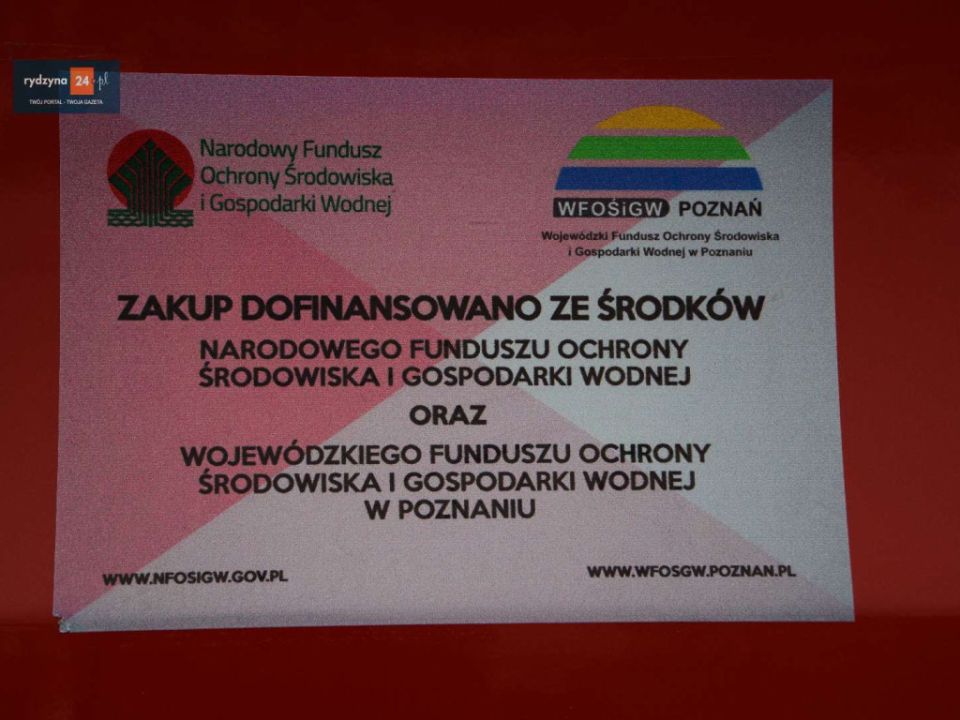 rydzyna 24.pl
TWÓJ PORTAL - TWOJA GAZETA
Narodowy Fundusz
Ochrony Środowiska
i Gospodarki Wodnej
WFOŚiGW POZNAŃ
Wojewódzki Fundusz Ochrony Środowiska
i Gospodarki Wodnej w Poznaniu
ZAKUP DOFINANSOWANO ZE ŚRODKÓW
NARODOWEGO FUNDUSZU OCHRONY
ŚRODOWISKA I GOSPODARKI WODNEJ
ORAZ
WOJEWÓDZKIEGO FUNDUSZU OCHRONY
ŚRODOWISKA I GOSPODARKI WODNEJ
W POZNANIU
WWW.NFOSIGW.GOV.PL
WWW.WFOSGW.POZNAN.PL